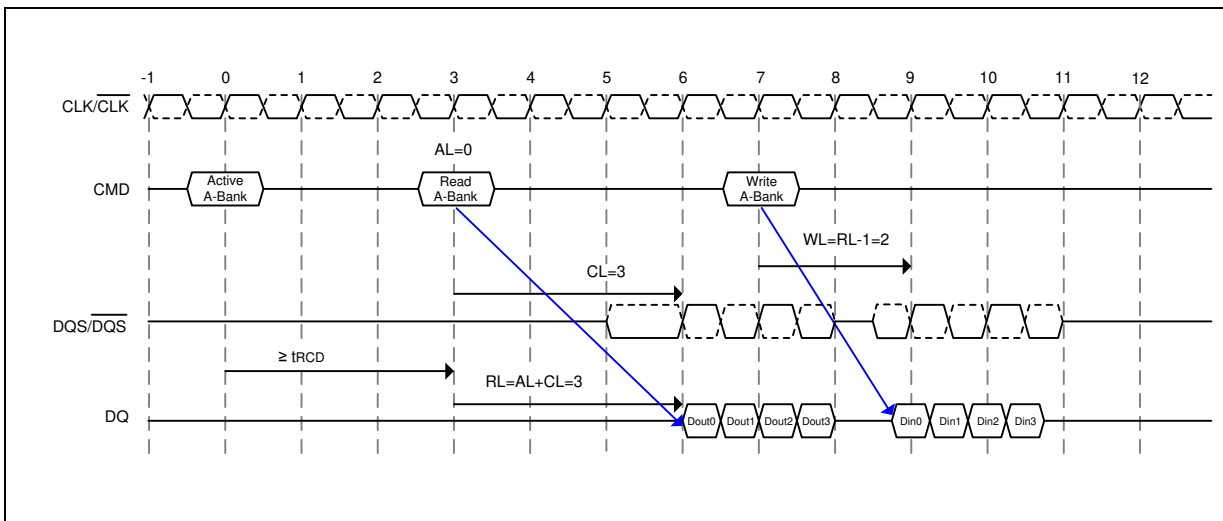 -1 0 1 2 3 4 5 6 7 8 9 10 11 12
CLK/CLK
AL=0
CMD
Active
A-Bank
Read
A-Bank
Write
A-Bank
WL=RL-1=2
CL=3
DQS/DQS
≥ tRCD
RL=AL+CL=3
DQ
Dout0 Dout1 Dout2 Dout3 Din0 Din1 Din2 Din3